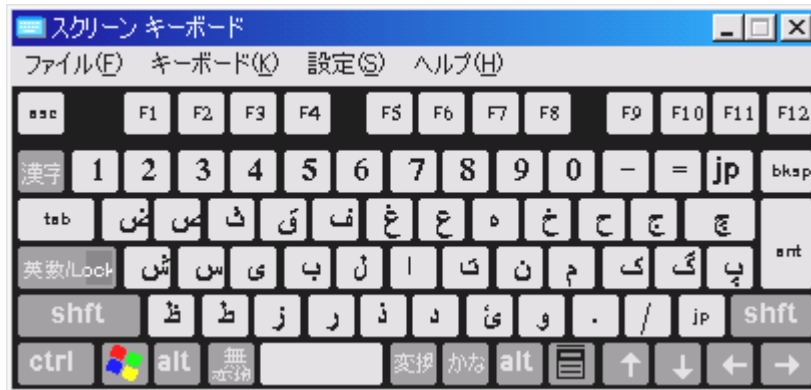 スクリーン キーボード
ファイル(F) キーボード(K) 設定(S) ヘルプ(H)
esc F1 F2 F3 F4 F5 F6 F7 F8 F9 F10 F11 F12
漢字 1 2 3 4 5 6 7 8 9 0 - = jp bksp
tab ض ص ث ق ف غ ع ه خ ح ج چ
英数/Lock ش س ی ب ل ا ت ن م ک گ پ ent
shft ظ ط ژ ز ر ذ د ئ و . / jp shft
ctrl alt 無変換 変換 かな alt ↑ ↓ ← →